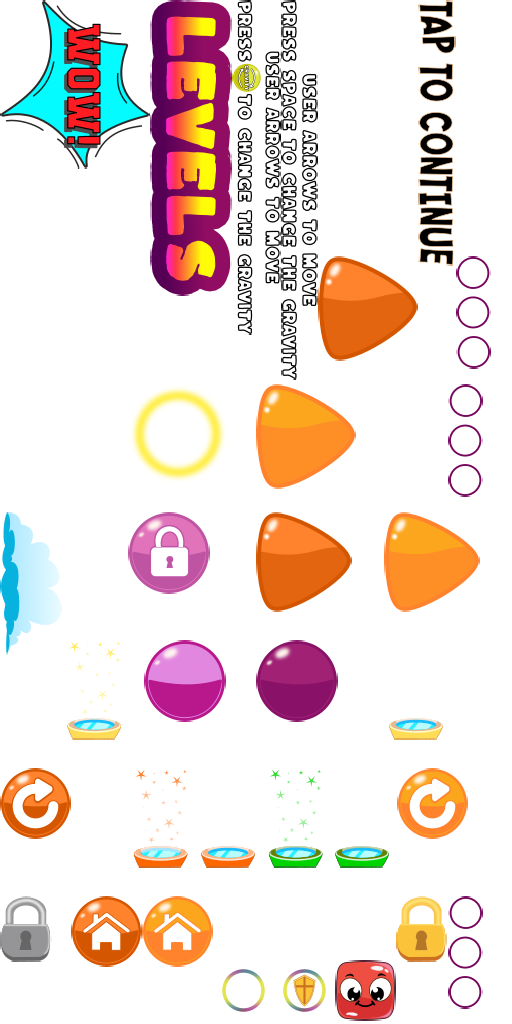 TAP TO CONTINUE
USER ARROWS TO MOVE
PRESS SPACE TO CHANGE THE GRAVITY
USER ARROWS TO MOVE
PRESS TO CHANGE THE GRAVITY
LEVELS
WOW!